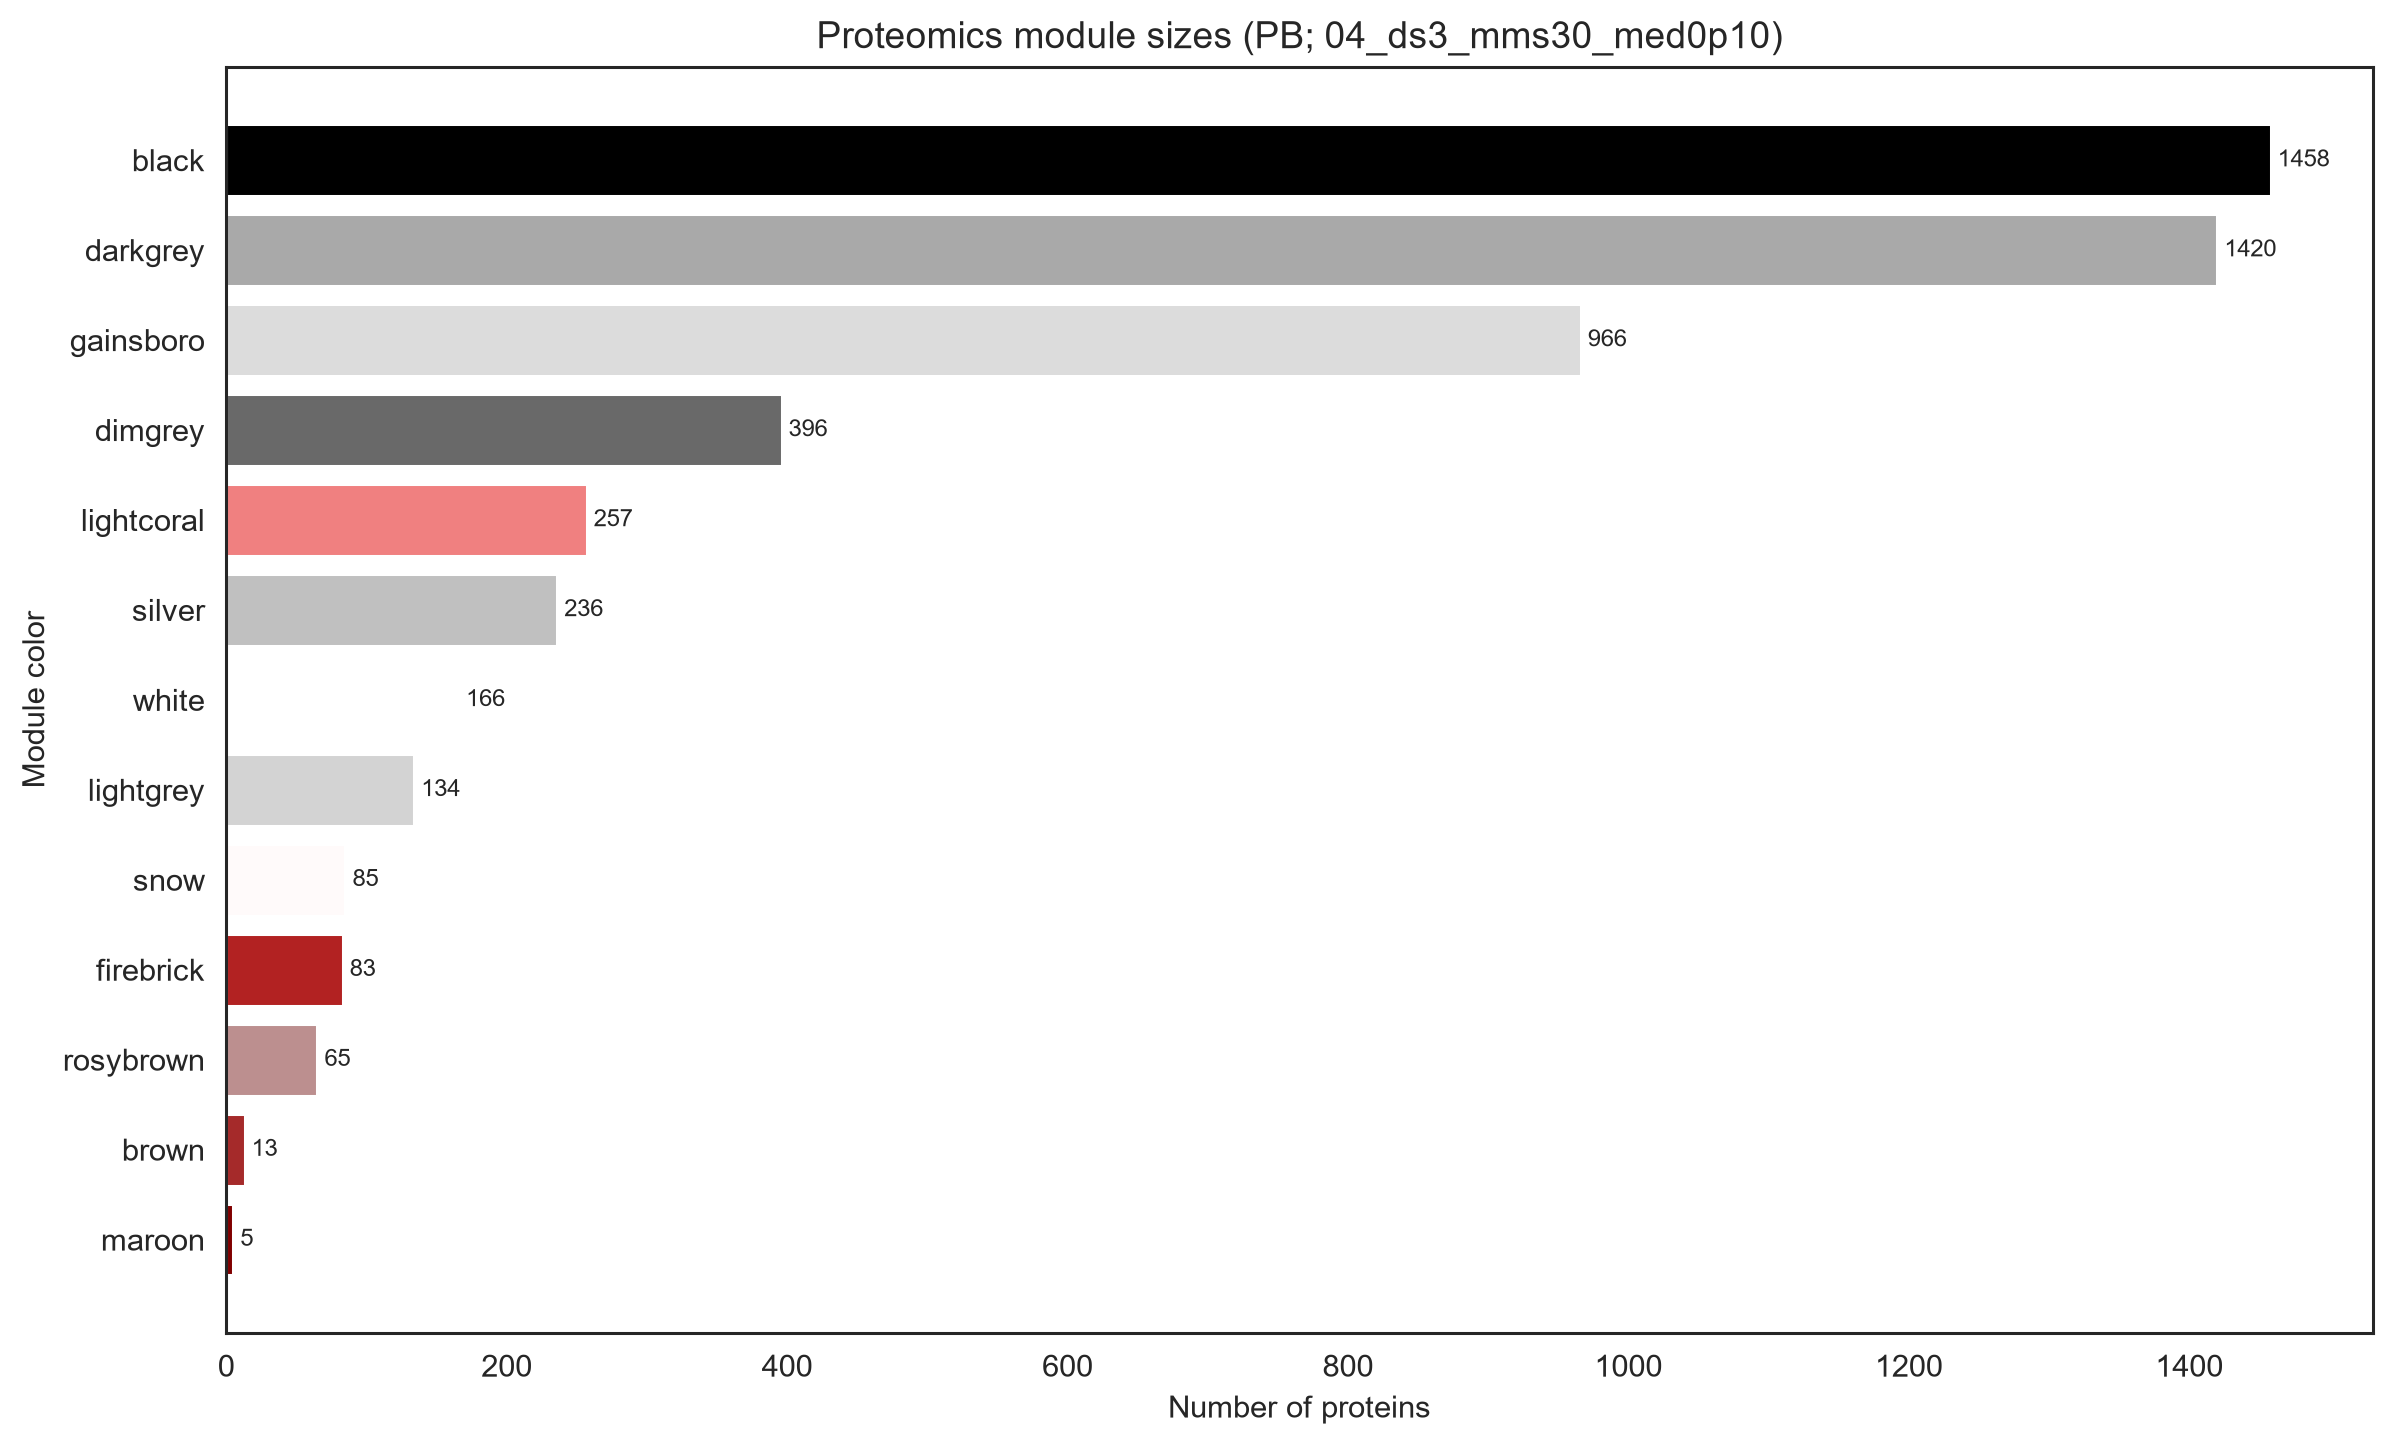 Proteomics module sizes (PB; 04_ds3_mms30_med0p10)
Module color
black 1458
darkgrey 1420
gainsboro 966
dimgrey 396
lightcoral 257
silver 236
white 166
lightgrey 134
snow 85
firebrick 83
rosybrown 65
brown 13
maroon 5
0 200 400 600 800 1000 1200 1400
Number of proteins